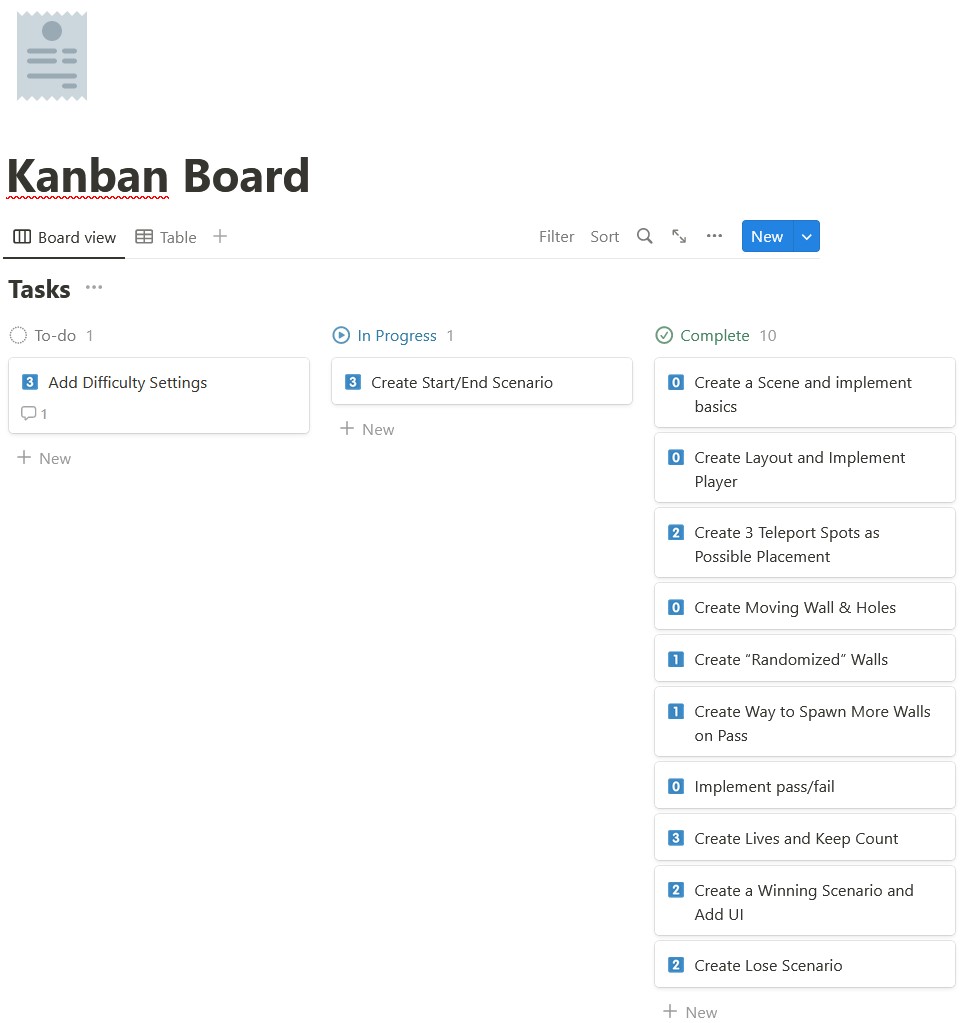 Kanban Board
Board view Table Filter Sort New
Tasks
To-do 1
3 Add Difficulty Settings
1
New
In Progress 1
3 Create Start/End Scenario
New
Complete 10
0 Create a Scene and implement
basics
0 Create Layout and Implement
Player
2 Create 3 Teleport Spots as
Possible Placement
0 Create Moving Wall & Holes
1 Create “Randomized” Walls
1 Create Way to Spawn More Walls
on Pass
0 Implement pass/fail
3 Create Lives and Keep Count
2 Create a Winning Scenario and
Add UI
2 Create Lose Scenario
New